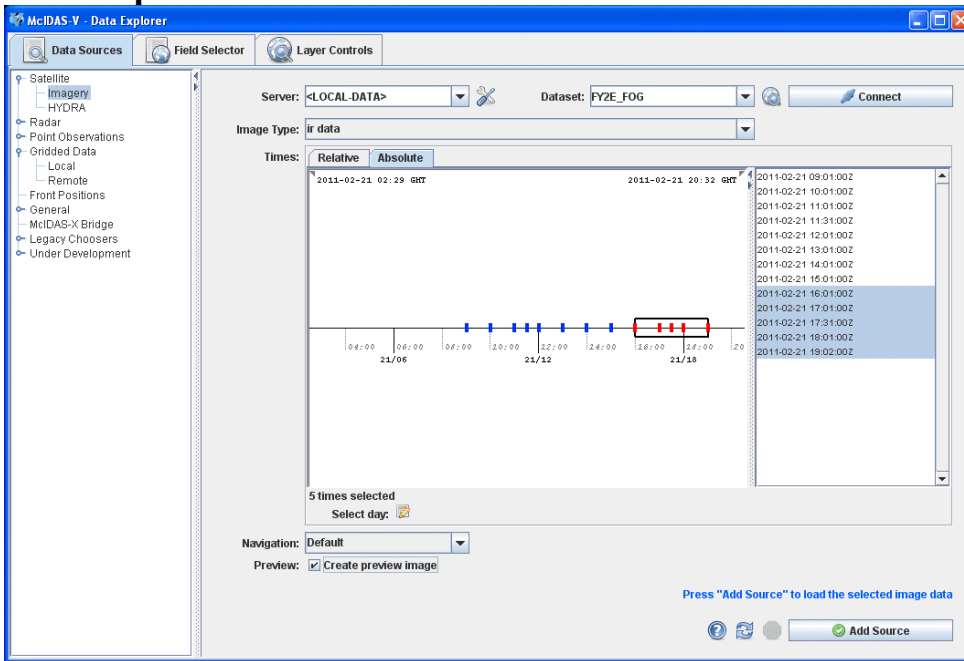 McIDAS-V - Data Explorer
Data Sources
Field Selector
Layer Controls
Satellite
Imagery
HYDRA
Radar
Point Observations
Gridded Data
Local
Remote
Front Positions
General
McIDAS-X Bridge
Legacy Choosers
Under Development
Server: <LOCAL-DATA> Dataset: FY2E_FOG Connect
Image Type: ir data
Times: Relative Absolute
2011-02-21 02:29 GMT 2011-02-21 20:32 GMT
04:00 06:00 08:00 10:00 12:00 14:00 16:00 18:00 20
21/06 21/12 21/18
2011-02-21 09:01:00Z
2011-02-21 10:01:00Z
2011-02-21 11:01:00Z
2011-02-21 11:31:00Z
2011-02-21 12:01:00Z
2011-02-21 13:01:00Z
2011-02-21 14:01:00Z
2011-02-21 15:01:00Z
2011-02-21 16:01:00Z
2011-02-21 17:01:00Z
2011-02-21 17:31:00Z
2011-02-21 18:01:00Z
2011-02-21 19:02:00Z
5 times selected
Select day:
Navigation: Default
Preview: Create preview image
Press "Add Source" to load the selected image data
Add Source